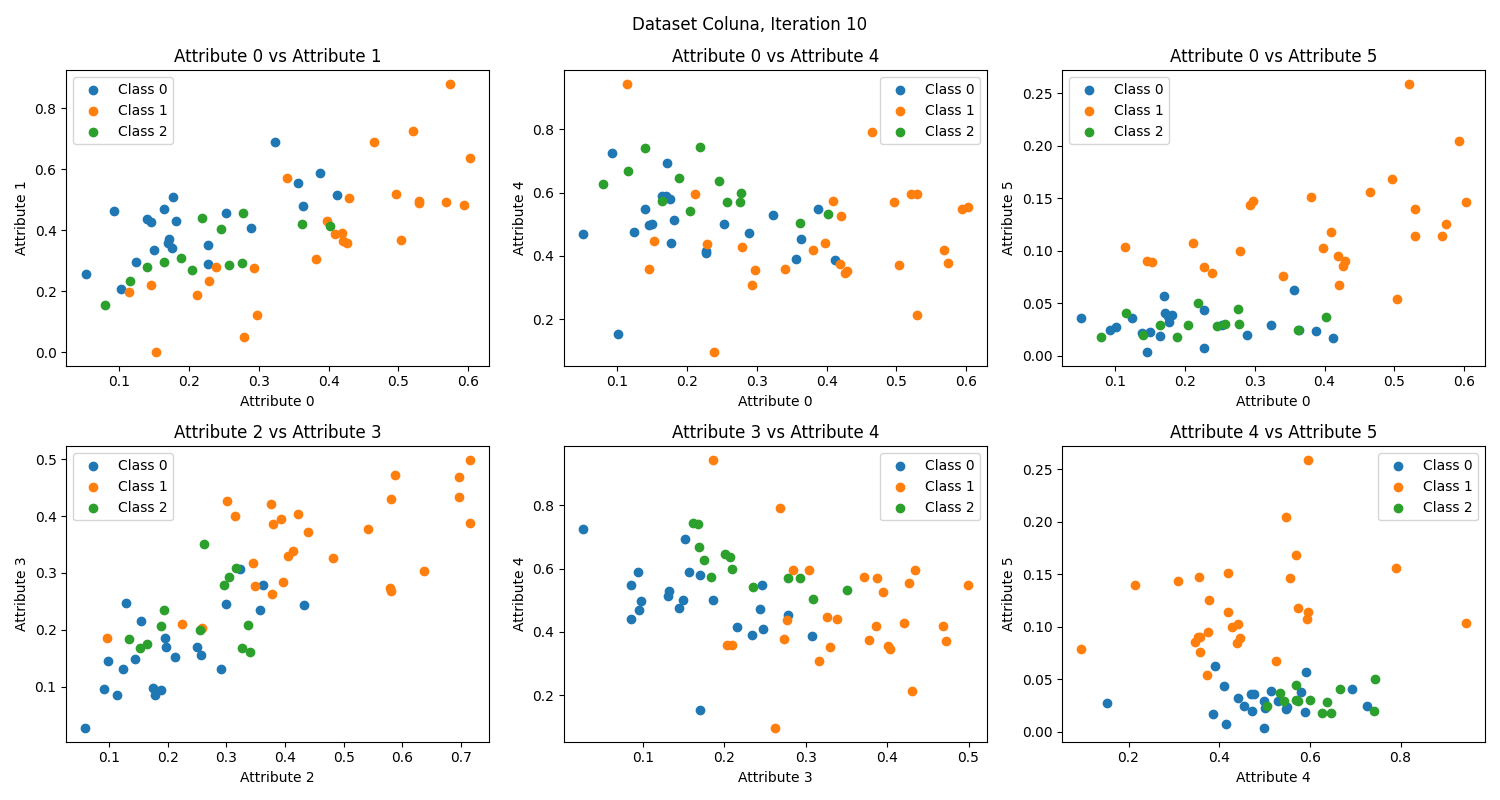 Dataset Coluna, Iteration 10
Attribute 0 vs Attribute 1
Class 0
Class 1
Class 2
0.8
0.6
0.4
0.2
0.0
Attribute 1
0.1 0.2 0.3 0.4 0.5 0.6
Attribute 0
Attribute 0 vs Attribute 4
Class 0
Class 1
Class 2
0.8
0.6
0.4
0.2
Attribute 4
0.1 0.2 0.3 0.4 0.5 0.6
Attribute 0
Attribute 0 vs Attribute 5
Class 0
Class 1
Class 2
0.25
0.20
0.15
0.10
0.05
0.00
Attribute 5
0.1 0.2 0.3 0.4 0.5 0.6
Attribute 0
Attribute 2 vs Attribute 3
Class 0
Class 1
Class 2
0.5
0.4
0.3
0.2
0.1
Attribute 3
0.1 0.2 0.3 0.4 0.5 0.6 0.7
Attribute 2
Attribute 3 vs Attribute 4
Class 0
Class 1
Class 2
0.8
0.6
0.4
0.2
Attribute 4
0.1 0.2 0.3 0.4 0.5
Attribute 3
Attribute 4 vs Attribute 5
Class 0
Class 1
Class 2
0.25
0.20
0.15
0.10
0.05
0.00
Attribute 5
0.2 0.4 0.6 0.8
Attribute 4